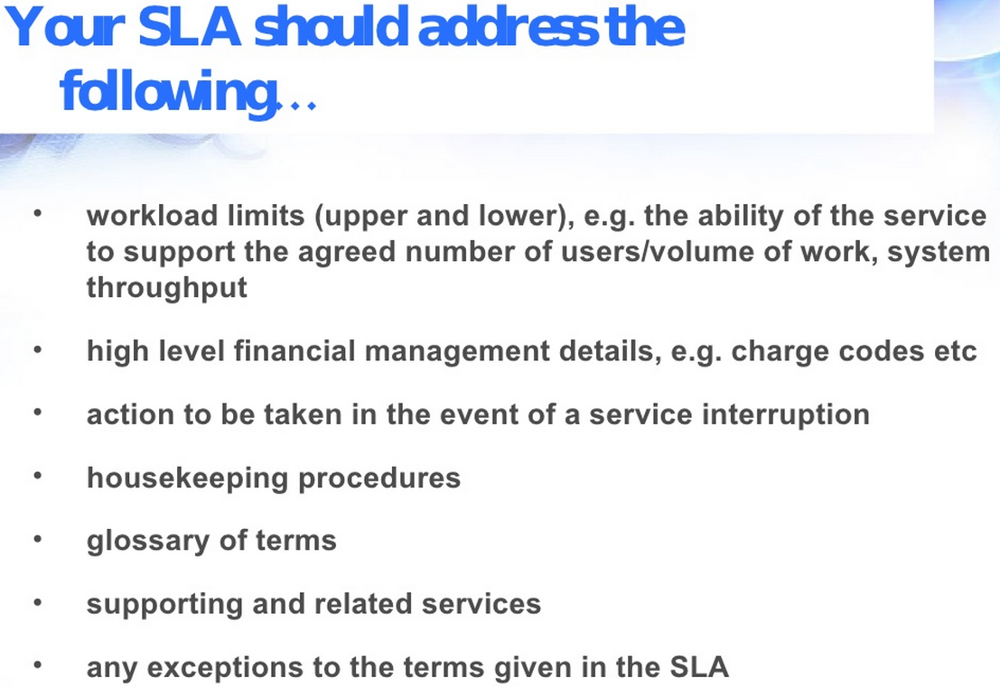 Your SLA should address the
following...
• workload limits (upper and lower), e.g. the ability of the service
to support the agreed number of users/volume of work, system
throughput
• high level financial management details, e.g. charge codes etc
• action to be taken in the event of a service interruption
• housekeeping procedures
• glossary of terms
• supporting and related services
• any exceptions to the terms given in the SLA